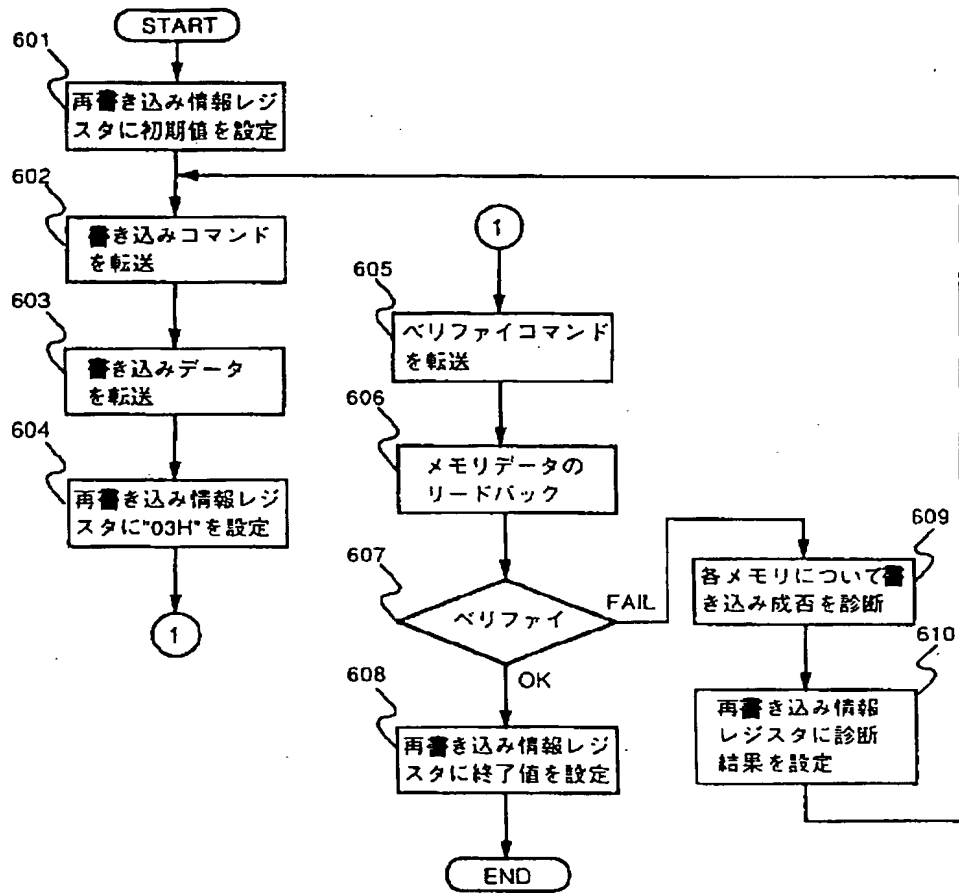 START
601
再書き込み情報レジ
スタに初期値を設定
602
書き込みコマンド
を転送
603
書き込みデータ
を転送
604
再書き込み情報レジ
スタに"03H"を設定
1
1
605
ベリファイコマンド
を転送
606
メモリデータの
リードバック
607
ベリファイ
FAIL
OK
608
再書き込み情報レジ
スタに終了値を設定
END
609
各メモリについて書
き込み成否を診断
610
再書き込み情報
レジスタに診断
結果を設定